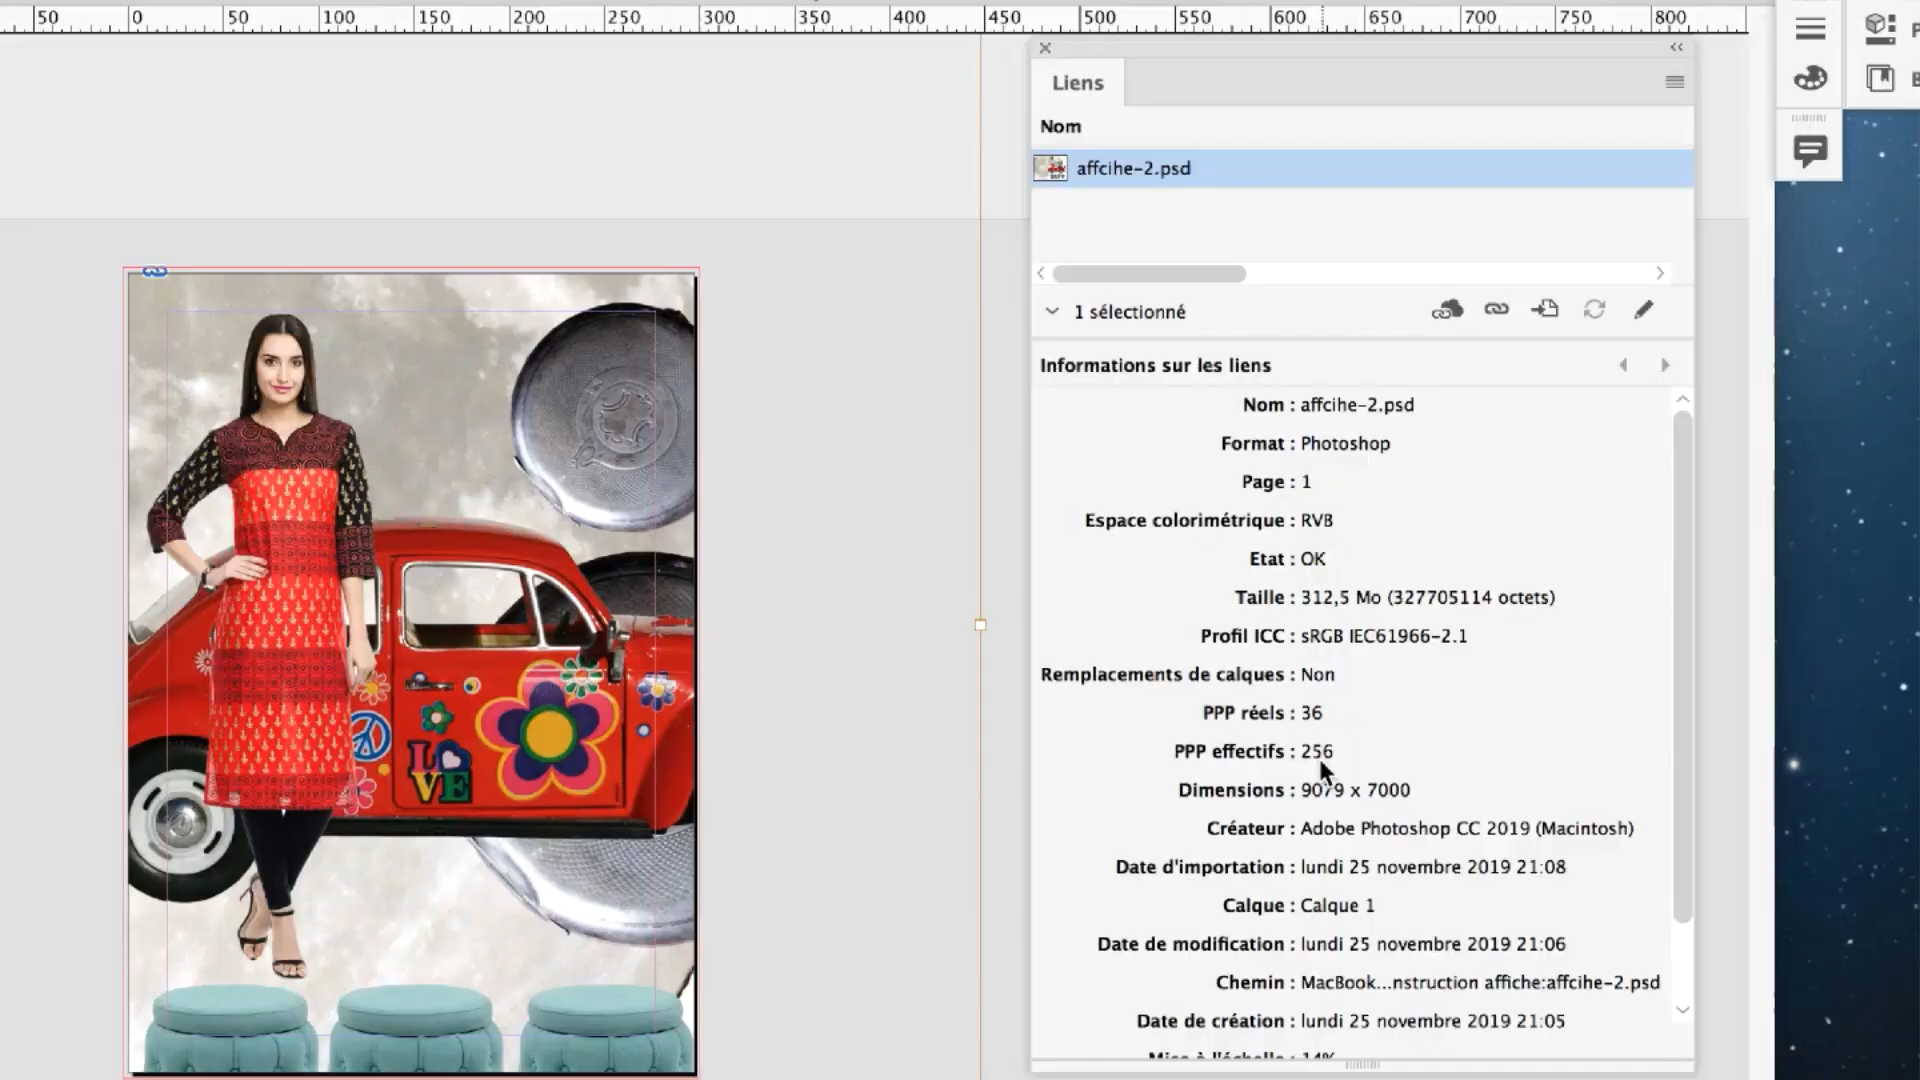 50 0 50 100 150 200 250 300 350 400 450 500 550 600 650 700 750 800
Liens
Nom
affcihe-2.psd
1 sélectionné
Informations sur les liens
Nom : affcihe-2.psd
Format : Photoshop
Page : 1
Espace colorimétrique : RVB
Etat : OK
Taille : 312,5 Mo (327705114 octets)
Profil ICC : sRGB IEC61966-2.1
Remplacements de calques : Non
PPP réels : 36
PPP effectifs : 256
Dimensions : 9079 x 7000
Créateur : Adobe Photoshop CC 2019 (Macintosh)
Date d'importation : lundi 25 novembre 2019 21:08
Calque : Calque 1
Date de modification : lundi 25 novembre 2019 21:06
Chemin : MacBook...nstruction affiche:affcihe-2.psd
Date de création : lundi 25 novembre 2019 21:05
Mise à l'échelle : 14%
LOVE